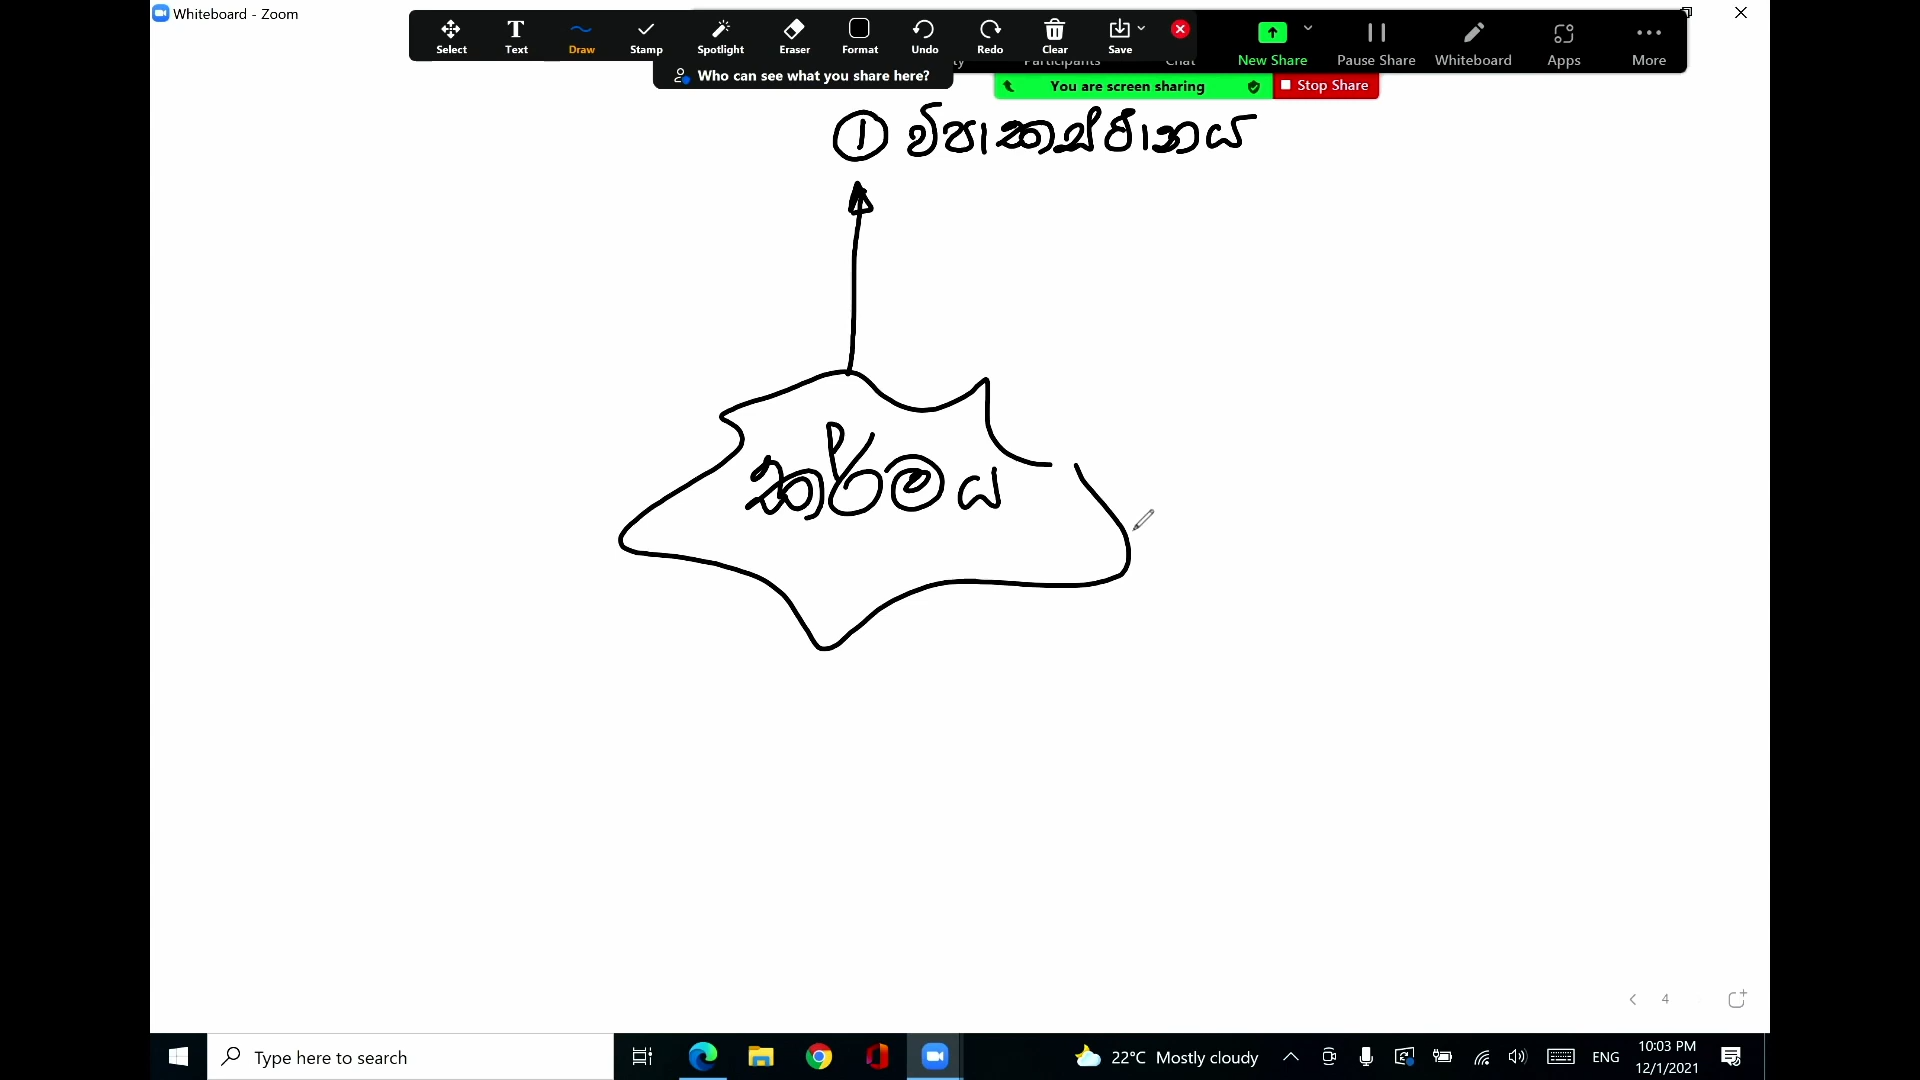 Whiteboard - Zoom
Select Text Draw Stamp Spotlight Eraser Format Undo Redo Clear Save New Share Pause Share Whiteboard Apps More
Participants Chat
Who can see what you share here?
You are screen sharing Stop Share
①
කර්මය
4
Type here to search
22°C Mostly cloudy
ENG
10:03 PM
12/1/2021